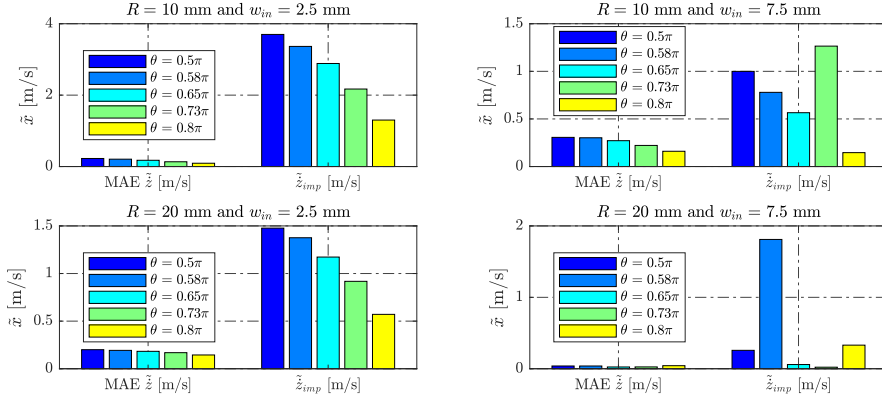 R = 10 mm and w_in = 2.5 mm
4
2
0
x̃ [m/s]
θ = 0.5π
θ = 0.58π
θ = 0.65π
θ = 0.73π
θ = 0.8π
MAE ż̃ [m/s]
ż̃_imp [m/s]
R = 10 mm and w_in = 7.5 mm
1.5
1
0.5
0
x̃ [m/s]
θ = 0.5π
θ = 0.58π
θ = 0.65π
θ = 0.73π
θ = 0.8π
MAE ż̃ [m/s]
ż̃_imp [m/s]
R = 20 mm and w_in = 2.5 mm
1.5
1
0.5
0
x̃ [m/s]
θ = 0.5π
θ = 0.58π
θ = 0.65π
θ = 0.73π
θ = 0.8π
MAE ż̃ [m/s]
ż̃_imp [m/s]
R = 20 mm and w_in = 7.5 mm
2
1
0
x̃ [m/s]
θ = 0.5π
θ = 0.58π
θ = 0.65π
θ = 0.73π
θ = 0.8π
MAE ż̃ [m/s]
ż̃_imp [m/s]